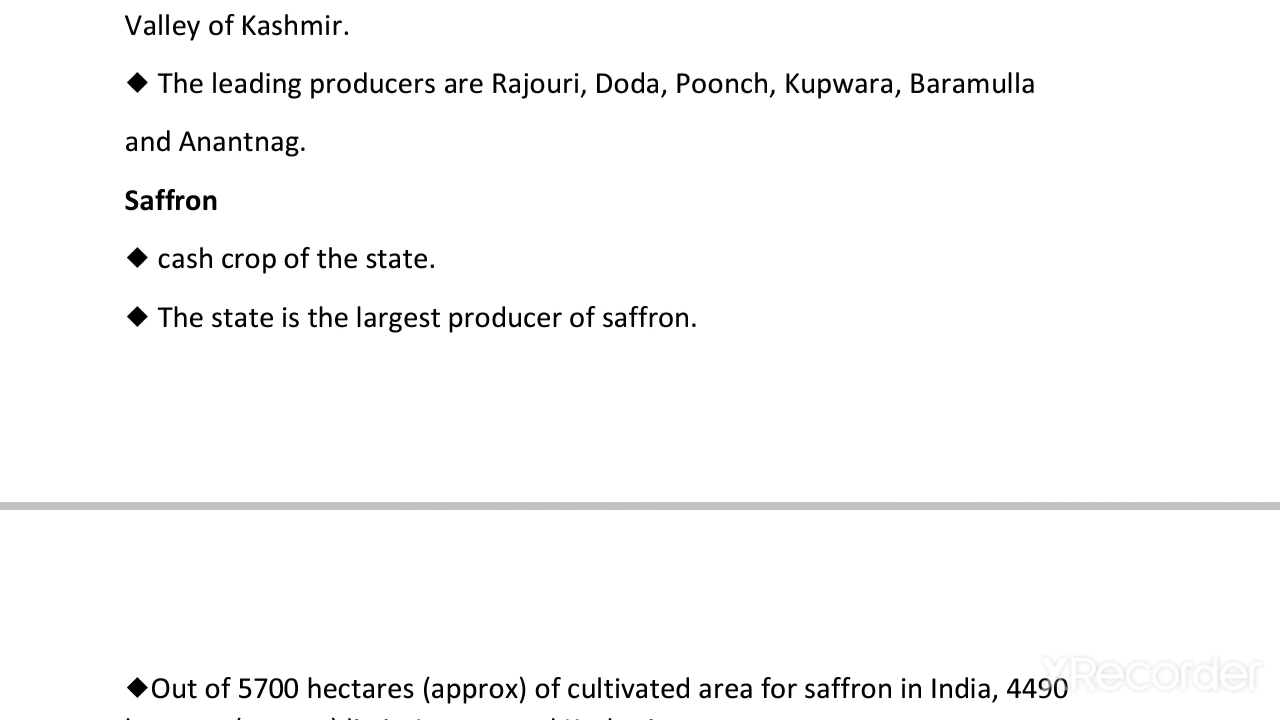 Valley of Kashmir.
◆ The leading producers are Rajouri, Doda, Poonch, Kupwara, Baramulla
and Anantnag.
Saffron
◆ cash crop of the state.
◆ The state is the largest producer of saffron.
XRecorder
◆Out of 5700 hectares (approx) of cultivated area for saffron in India, 4490